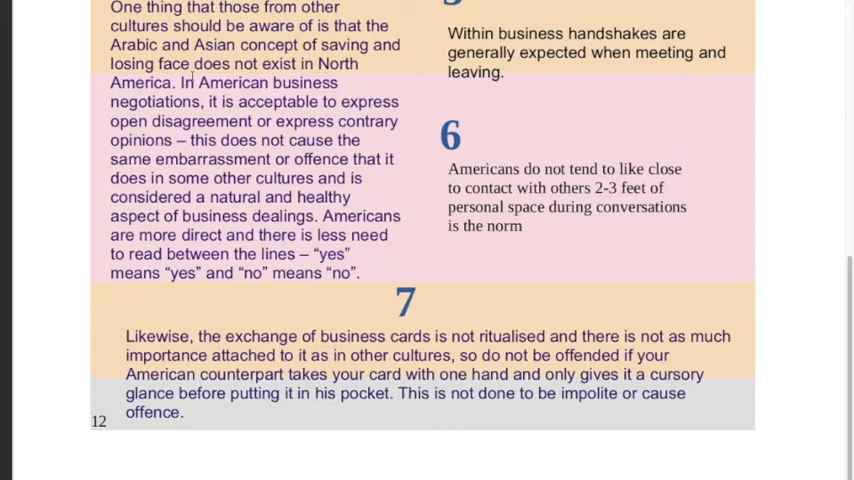 One thing that those from other
cultures should be aware of is that the
Arabic and Asian concept of saving and
losing face does not exist in North
America. In American business
negotiations, it is acceptable to express
open disagreement or express contrary
opinions – this does not cause the
same embarrassment or offence that it
does in some other cultures and is
considered a natural and healthy
aspect of business dealings. Americans
are more direct and there is less need
to read between the lines – “yes”
means “yes” and “no” means “no”.
Within business handshakes are
generally expected when meeting and
leaving.
6
Americans do not tend to like close
to contact with others 2-3 feet of
personal space during conversations
is the norm
7
Likewise, the exchange of business cards is not ritualised and there is not as much
importance attached to it as in other cultures, so do not be offended if your
American counterpart takes your card with one hand and only gives it a cursory
glance before putting it in his pocket. This is not done to be impolite or cause
offence.
12